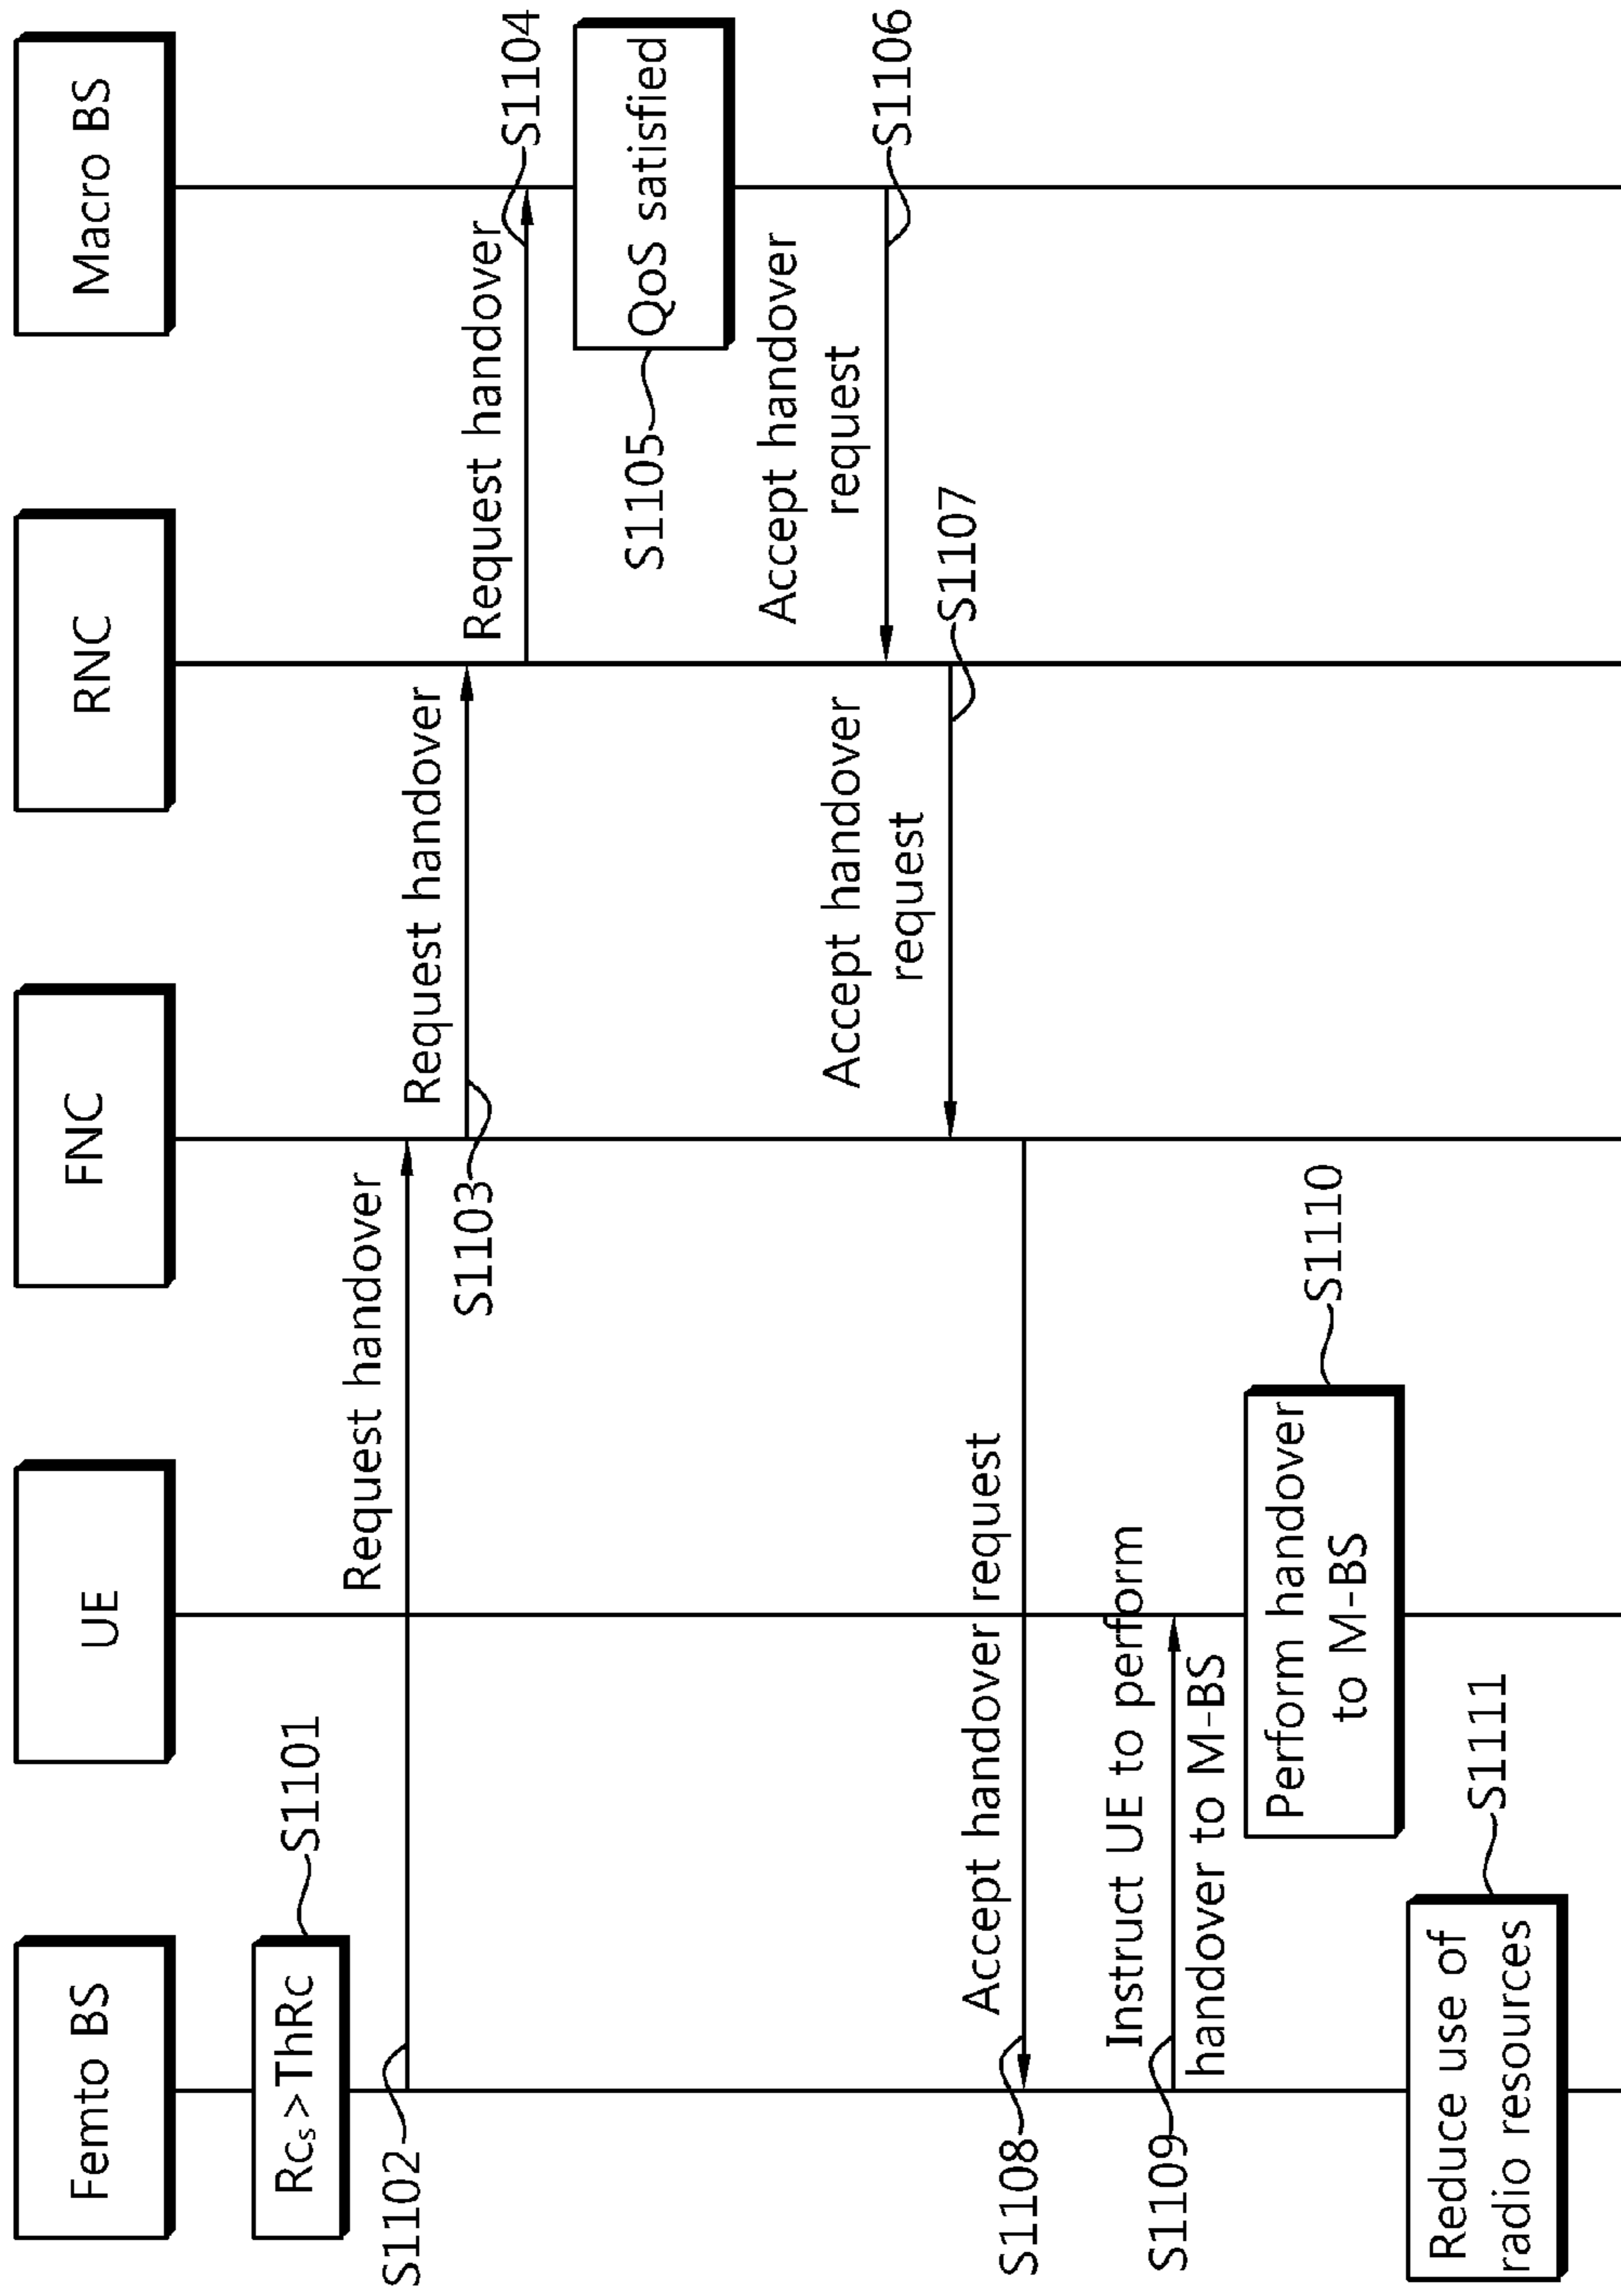 Femto BS
UE
FNC
RNC
Macro BS
Rcₛ>ThRc
S1101
S1102
Request handover
S1103
Request handover
Request handover
S1104
S1105
QoS satisfied
Accept handover
request
S1106
Accept handover
request
S1107
Accept handover request
S1108
Instruct UE to perform
handover to M-BS
S1109
Perform handover
to M-BS
S1110
Reduce use of
radio resources
S1111